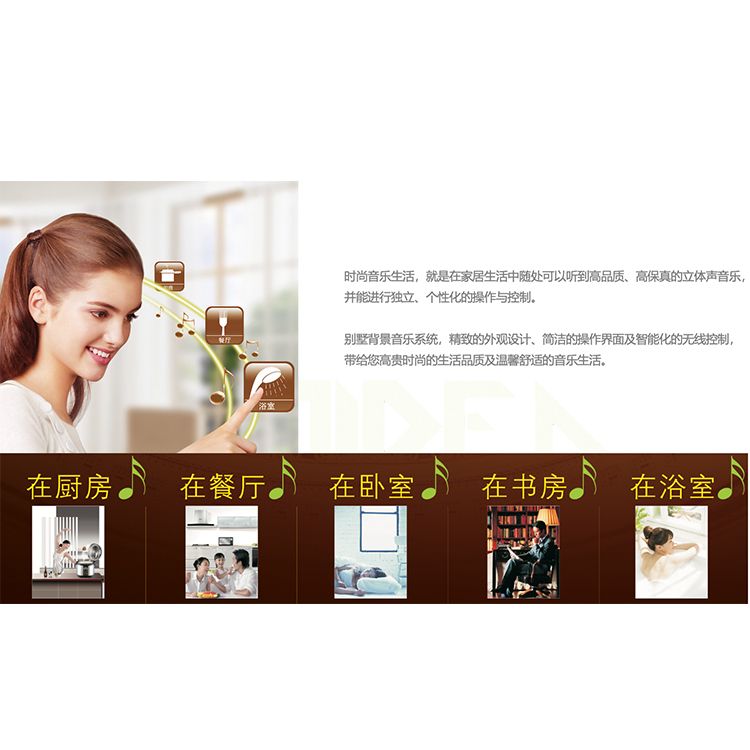 时尚音乐生活，就是在家居生活中随处可以听到高品质、高保真的立体声音乐，
并能进行独立、个性化的操作与控制。
别墅背景音乐系统，精致的外观设计、简洁的操作界面及智能化的无线控制，
带给您高贵时尚的生活品质及温馨舒适的音乐生活。
餐厅
浴室
在厨房
在餐厅
在卧室
在书房
在浴室